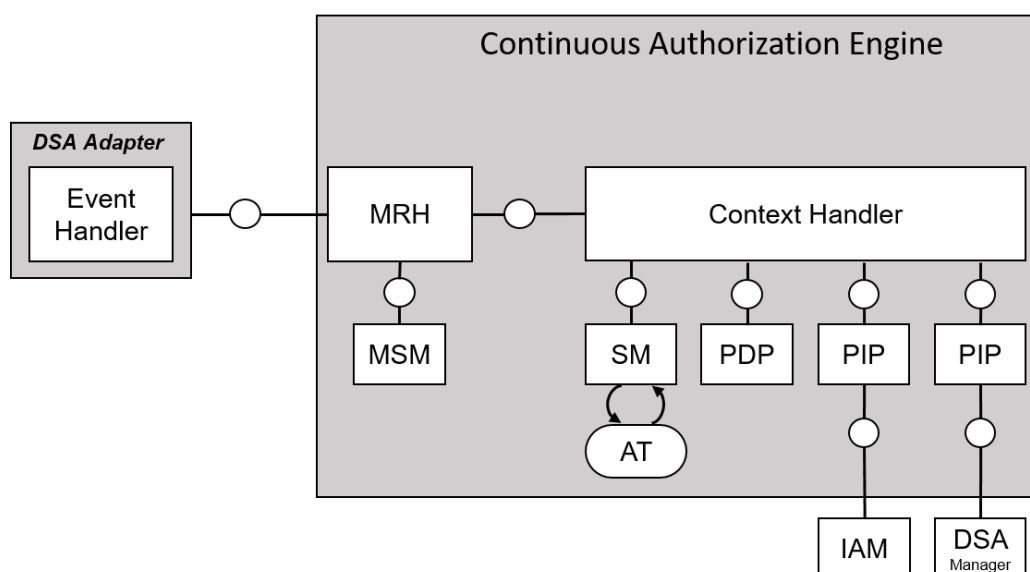 Continuous Authorization Engine
DSA Adapter
Event
Handler
MRH
Context Handler
MSM
SM
PDP
PIP
PIP
AT
IAM
DSA
Manager